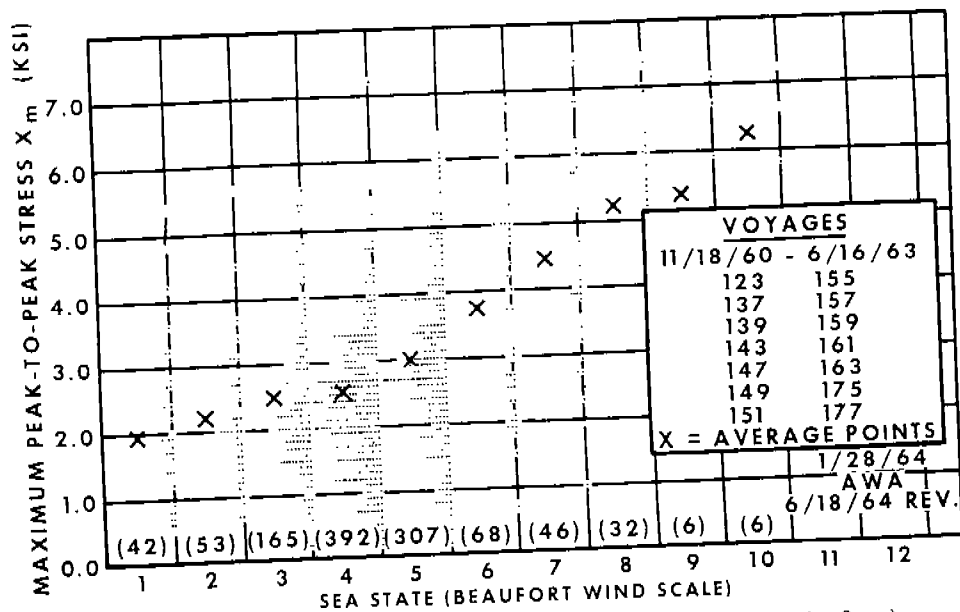 MAXIMUM PEAK-TO-PEAK STRESS Xm (KSI)
7.0
6.0
5.0
4.0
3.0
2.0
1.0
0.0
VOYAGES
11/18/60 - 6/16/63
123 155
137 157
139 159
143 161
147 163
149 175
151 177
X = AVERAGE POINTS
1/28/64
AWA
6/18/64 REV.
(42) (53) (165) (392) (307) (68) (46) (32) (6) (6)
1 2 3 4 5 6 7 8 9 10 11 12
SEA STATE (BEAUFORT WIND SCALE)